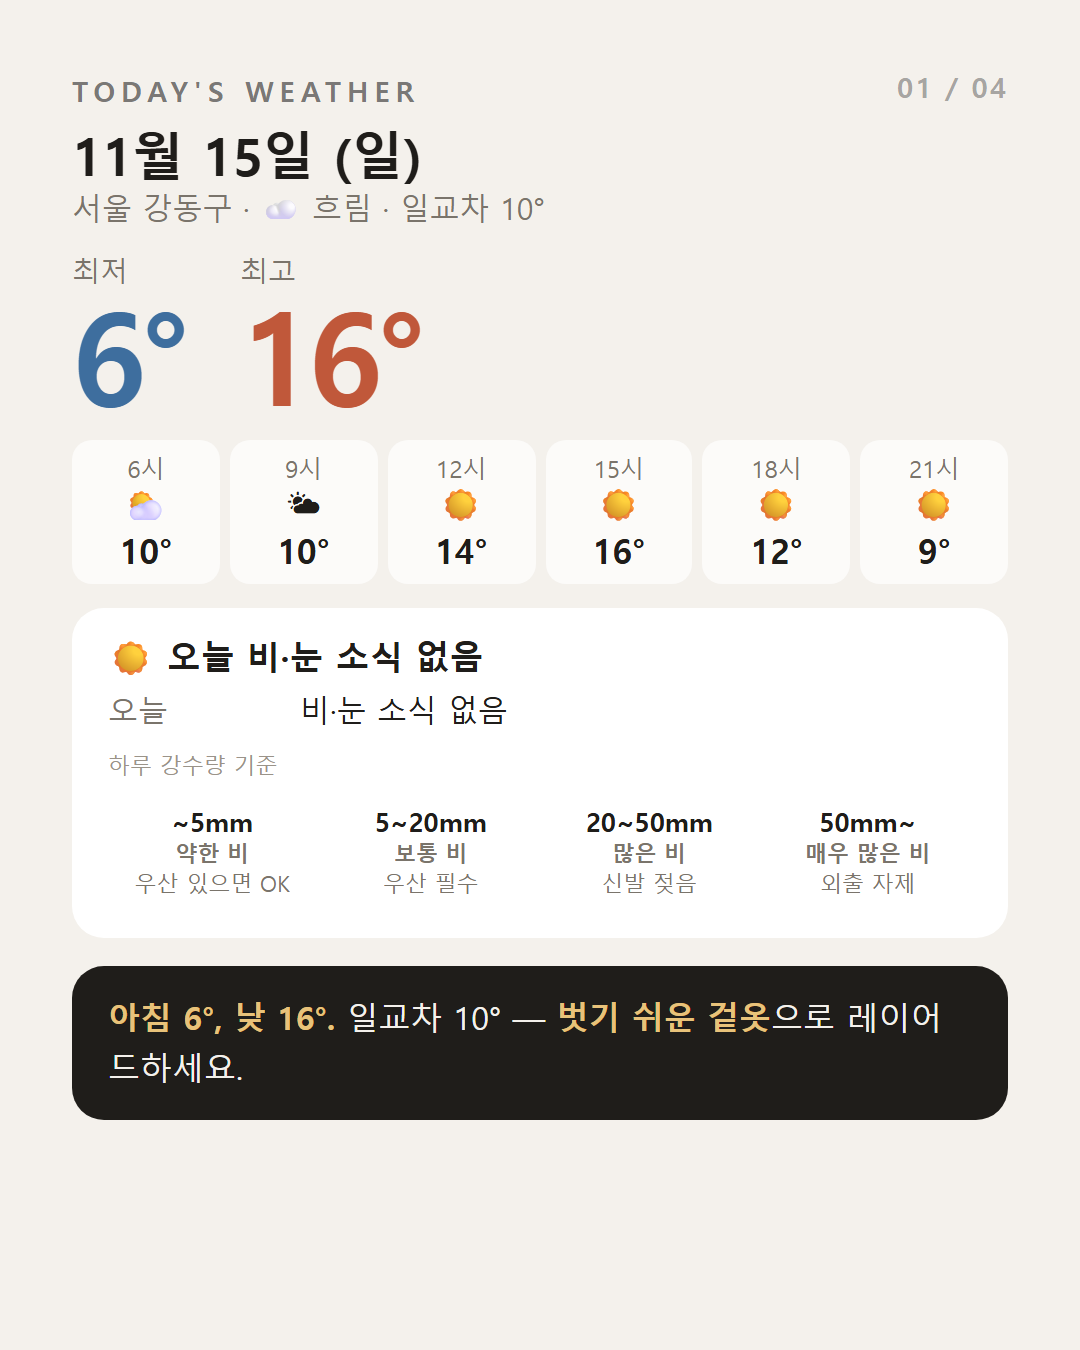 TODAY'S WEATHER
01 / 04
11월 15일 (일)
서울 강동구 · ☁️ 흐림 · 일교차 10°
최저 최고
6° 16°
6시 9시 12시 15시 18시 21시
10° 10° 14° 16° 12° 9°
오늘 비·눈 소식 없음
오늘 비·눈 소식 없음
하루 강수량 기준
~5mm 5~20mm 20~50mm 50mm~
약한 비 보통 비 많은 비 매우 많은 비
우산 있으면 OK 우산 필수 신발 젖음 외출 자제
아침 6°, 낮 16°. 일교차 10° — 벗기 쉬운 겉옷으로 레이어
드하세요.